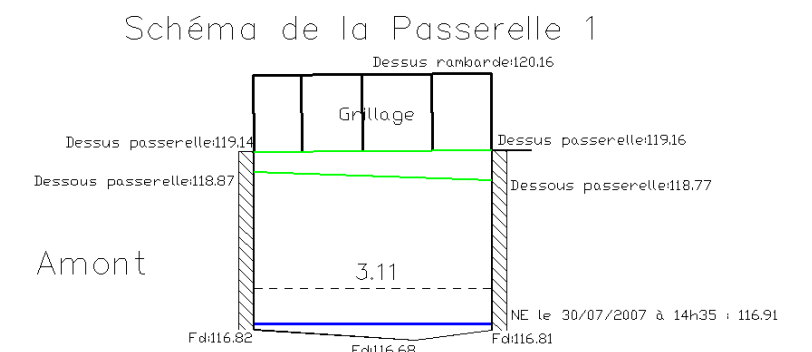 Schéma de la Passerelle 1
Dessus rambarde:120.16
Grillage
Dessus passerelle:119.14
Dessus passerelle:119.16
Dessous passerelle:118.87
Dessous passerelle:118.77
Amont
3.11
NE le 30/07/2007 à 14h35 : 116.91
Fd:116.82
Fd:116.81
Fd:116.68